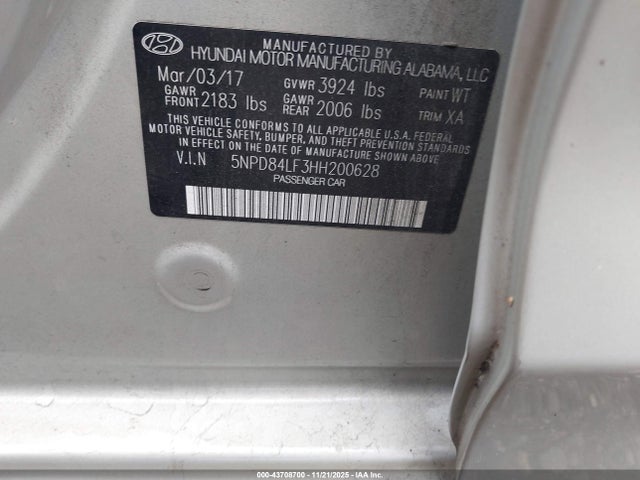 MANUFACTURED BY
HYUNDAI MOTOR MANUFACTURING ALABAMA, LLC
Mar/03/17 GVWR 3924 lbs PAINT WT
GAWR FRONT 2183 lbs GAWR REAR 2006 lbs TRIM XA
THIS VEHICLE CONFORMS TO ALL APPLICABLE U.S.A. FEDERAL
MOTOR VEHICLE SAFETY, BUMPER, AND THEFT PREVENTION STANDARDS
IN EFFECT ON THE DATE OF MANUFACTURE SHOWN ABOVE.
V.I.N 5NPD84LF3HH200628
PASSENGER CAR
000-43708700 - 11/21/2025 - IAA Inc.